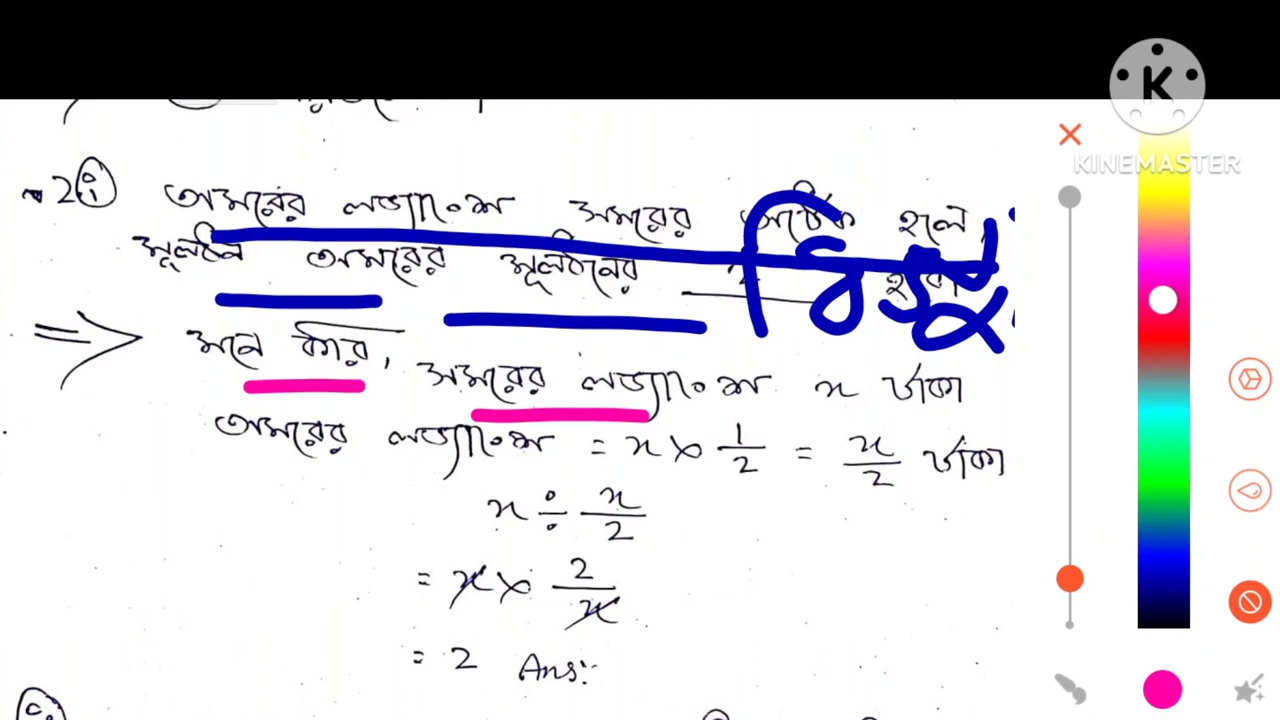 K
KINEMASTER
2 অমরের লভ্যাংশ সমরের অর্ধেক হলে,
মূলধন অমরের মূলধনের
⇒ মনে করি, সমরের লভ্যাংশ x টাকা
অমরের লভ্যাংশ = x × 1/2 = x/2 টাকা
x ÷ x/2
= x × 2/x
= 2 Ans:-